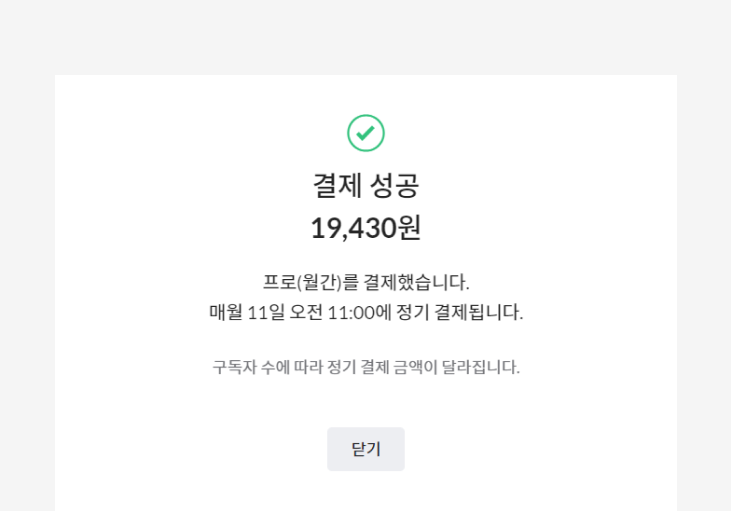 결제 성공
19,430원
프로(월간)를 결제했습니다.
매월 11일 오전 11:00에 정기 결제됩니다.
구독자 수에 따라 정기 결제 금액이 달라집니다.
닫기